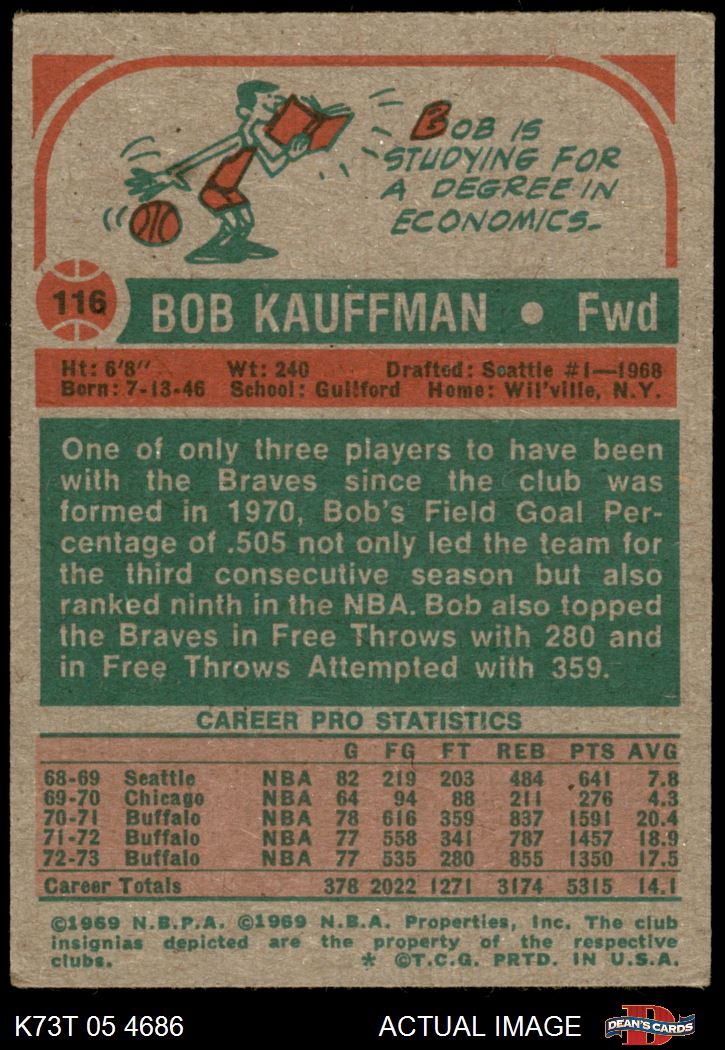 BOB IS
STUDYING FOR
A DEGREE IN
ECONOMICS.
116
BOB KAUFFMAN • Fwd
Ht: 6'8" Wt: 240 Drafted: Seattle #1—1968
Born: 7-13-46 School: Guilford Home: Wil'ville, N.Y.
One of only three players to have been
with the Braves since the club was
formed in 1970, Bob's Field Goal Per-
centage of .505 not only led the team for
the third consecutive season but also
ranked ninth in the NBA. Bob also topped
the Braves in Free Throws with 280 and
in Free Throws Attempted with 359.
CAREER PRO STATISTICS
G FG FT REB PTS AVG
68-69 Seattle NBA 82 219 203 484 641 7.8
69-70 Chicago NBA 64 94 88 211 276 4.3
70-71 Buffalo NBA 78 616 359 837 1591 20.4
71-72 Buffalo NBA 77 558 341 787 1457 18.9
72-73 Buffalo NBA 77 535 280 855 1350 17.5
Career Totals 378 2022 1271 3174 5315 14.1
©1969 N.B.P.A. ©1969 N.B.A. Properties, Inc. The club
insignias depicted are the property of the respective
clubs. * ©T.C.G. PRTD. IN U.S.A.
K73T 05 4686 ACTUAL IMAGE
D
DEAN'S CARDS